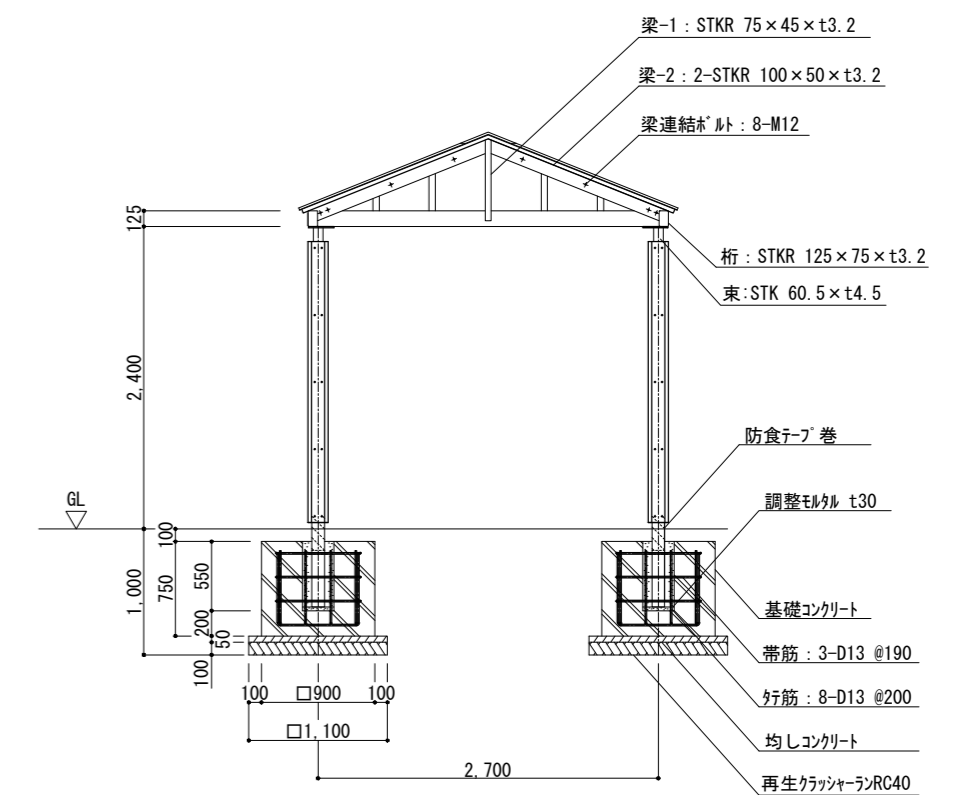 梁-1：STKR 75×45×t3.2
梁-2：2-STKR 100×50×t3.2
梁連結ﾎﾞﾙﾄ：8-M12
125
桁：STKR 125×75×t3.2
束:STK 60.5×t4.5
2,400
防食ﾃｰﾌﾟ巻
GL
調整ﾓﾙﾀﾙ t30
100
1,000
750
550
200
50
100
基礎ｺﾝｸﾘｰﾄ
帯筋：3-D13 @190
ﾀﾃ筋：8-D13 @200
100 □900 100
□1,100
均しｺﾝｸﾘｰﾄ
2,700
再生ｸﾗｯｼｬｰﾗﾝRC40